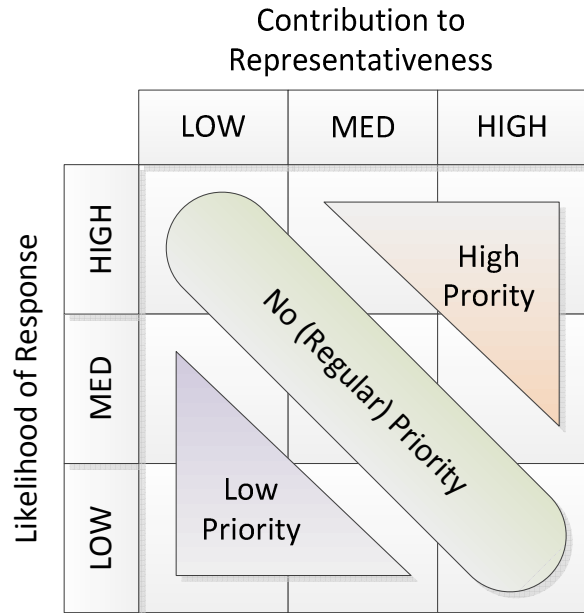 Contribution to
Representativeness
LOW
MED
HIGH
Likelihood of Response
HIGH
MED
LOW
High
Prority
No (Regular) Priority
Low
Priority